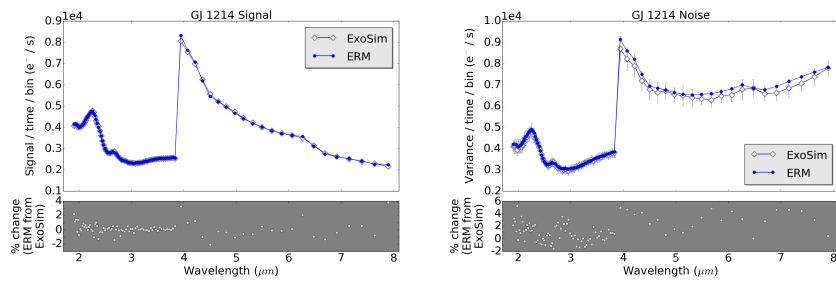 GJ 1214 Signal
0.9 1e4
0.8
0.7
0.6
0.5
0.4
0.3
0.2
0.1
Signal / time / bin (e⁻ / s)
ExoSim
ERM
4
2
0
−2
% change
(ERM from
ExoSim)
2 3 4 5 6 7 8
Wavelength (μm)
GJ 1214 Noise
1.0 1e4
0.9
0.8
0.7
0.6
0.5
0.4
0.3
0.2
Variance / time / bin (e⁻ / s)
ExoSim
ERM
6
4
2
0
−2
% change
(ERM from
ExoSim)
2 3 4 5 6 7 8
Wavelength (μm)